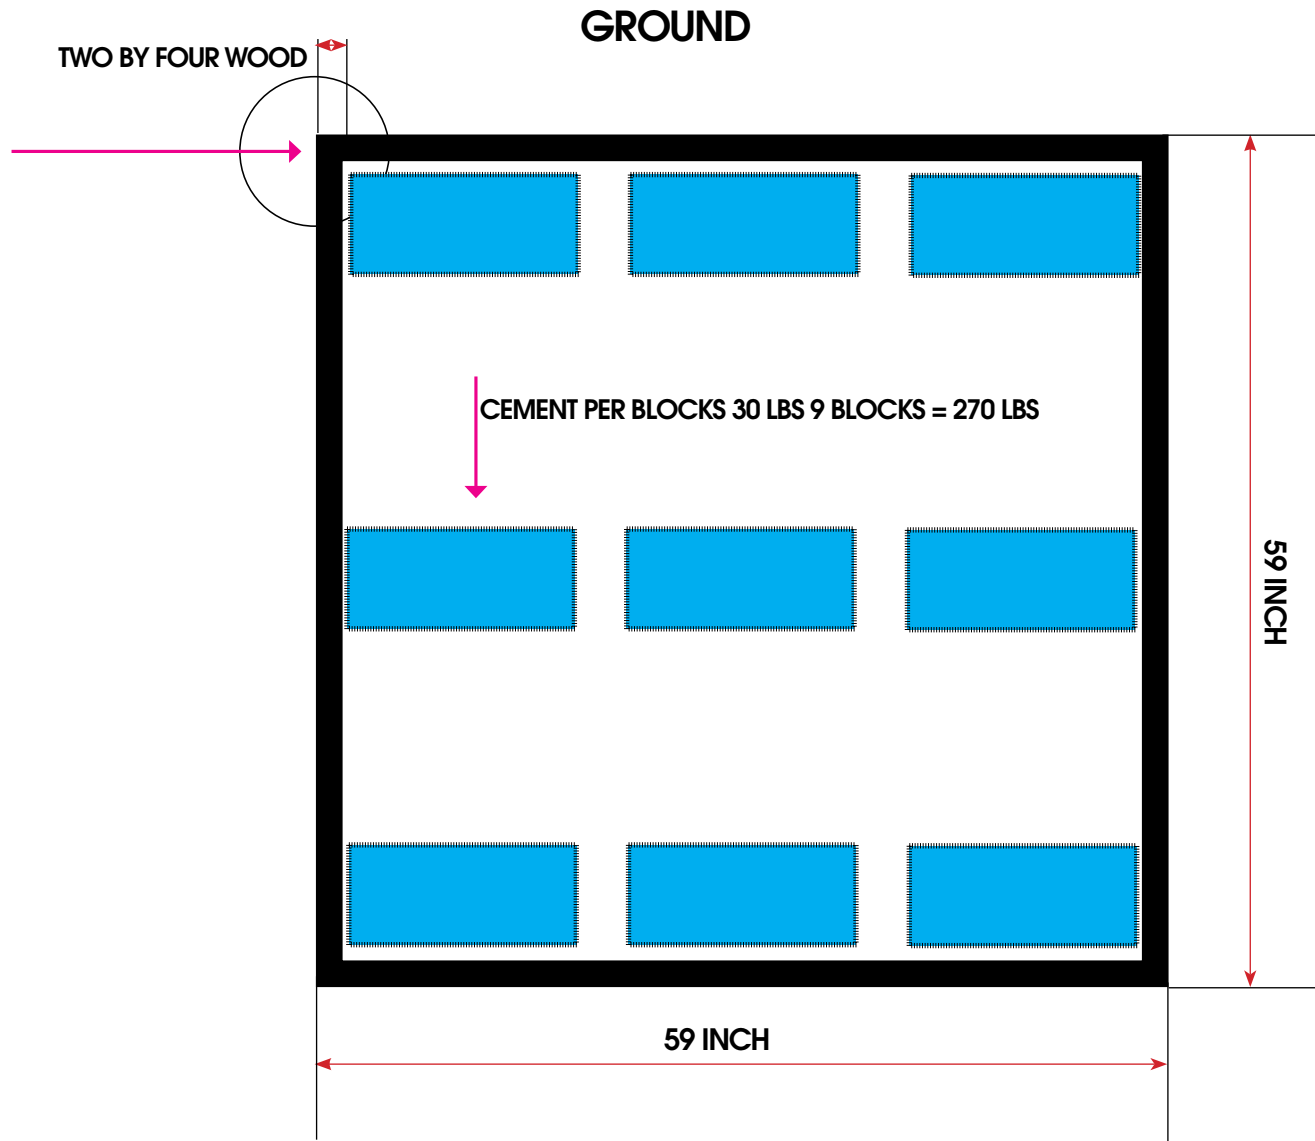 GROUND
TWO BY FOUR WOOD
CEMENT PER BLOCKS 30 LBS 9 BLOCKS = 270 LBS
59 INCH
59 INCH